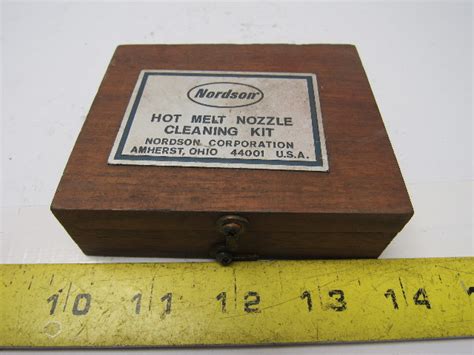 Nordson®
HOT MELT NOZZLE
CLEANING KIT
NORDSON CORPORATION
AMHERST, OHIO 44001 U.S.A.
10 11 12 13 14